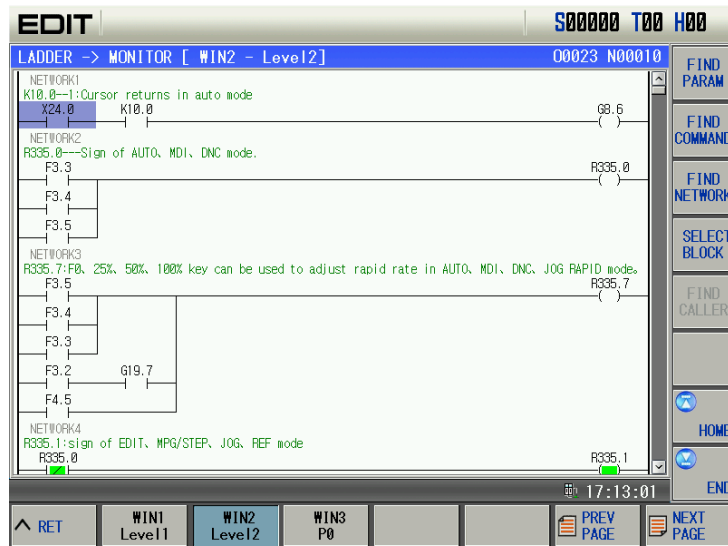 EDIT
S00000 T00 H00
LADDER -> MONITOR [ WIN2 - Level2]
O0023 N00010
NETWORK1
K10.0--1:Cursor returns in auto mode
X24.0 K10.0 G8.6
NETWORK2
R335.0---Sign of AUTO、MDI、DNC mode.
F3.3 R335.0
F3.4
F3.5
NETWORK3
R335.7:F0、25%、50%、100% key can be used to adjust rapid rate in AUTO、MDI、DNC、JOG RAPID mode。
F3.5 R335.7
F3.4
F3.3
F3.2 G19.7
F4.5
NETWORK4
R335.1:sign of EDIT、MPG/STEP、JOG、REF mode
R335.0 R335.1
17:13:01
FIND
PARAM
FIND
COMMAND
FIND
NETWORK
SELECT
BLOCK
FIND
CALLER
HOME
END
RET
WIN1
Level1
WIN2
Level2
WIN3
P0
PREV
PAGE
NEXT
PAGE